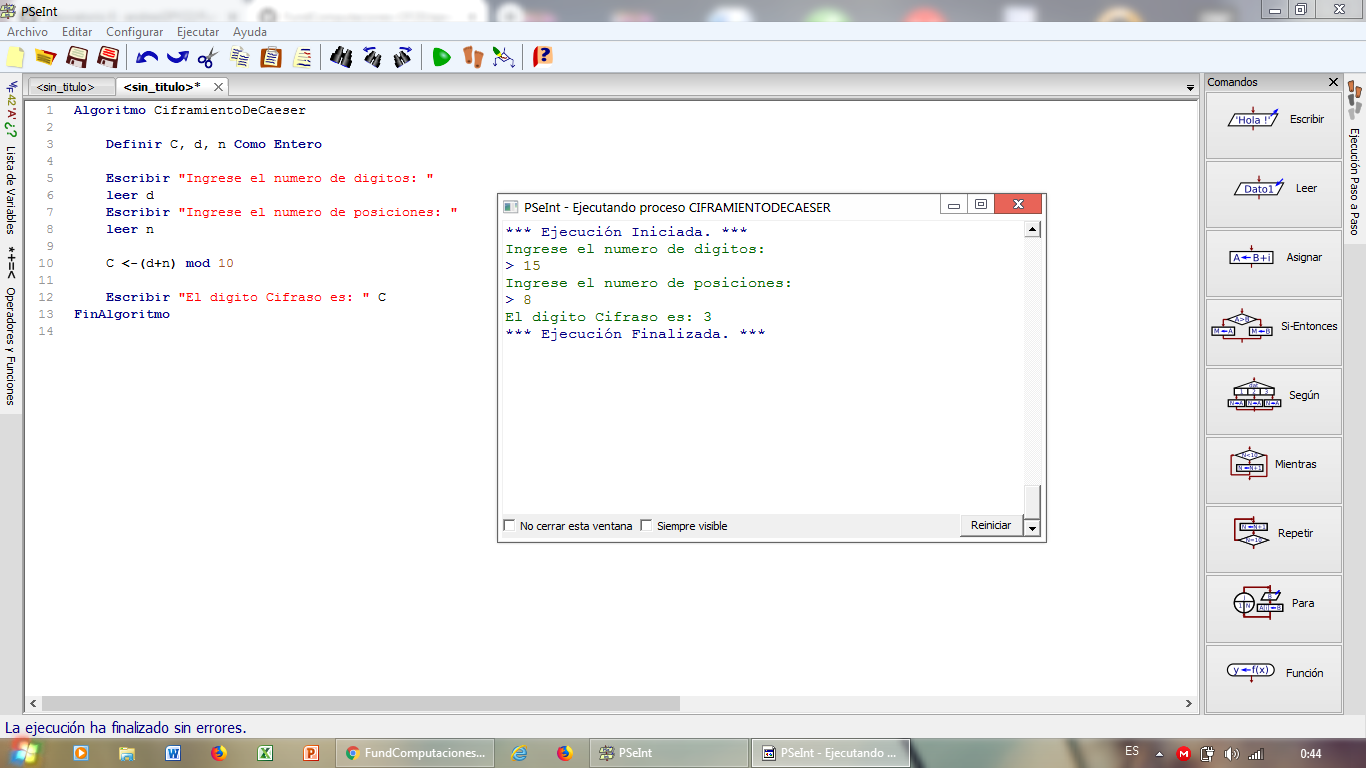 PSeInt
Archivo Editar Configurar Ejecutar Ayuda
<sin_titulo> <sin_titulo>*
Comandos
1 Algoritmo CiframientoDeCaeser
2
3 Definir C, d, n Como Entero
4
5 Escribir "Ingrese el numero de digitos: "
6 leer d
7 Escribir "Ingrese el numero de posiciones: "
8 leer n
9
10 C <-(d+n) mod 10
11
12 Escribir "El digito Cifraso es: " C
13 FinAlgoritmo
14
PSeInt - Ejecutando proceso CIFRAMIENTODECAESER
*** Ejecución Iniciada. ***
Ingrese el numero de digitos:
> 15
Ingrese el numero de posiciones:
> 8
El digito Cifraso es: 3
*** Ejecución Finalizada. ***
No cerrar esta ventana Siempre visible Reiniciar
Lista de Variables
*+=< Operadores y Funciones
'Hola !' Escribir
Dato1 Leer
A←B+i Asignar
Si-Entonces
Según
Mientras
Repetir
Para
y←f(x) Función
Ejecución Paso a Paso
La ejecución ha finalizado sin errores.
FundComputaciones... PSeInt PSeInt - Ejecutando ... ES 0:44